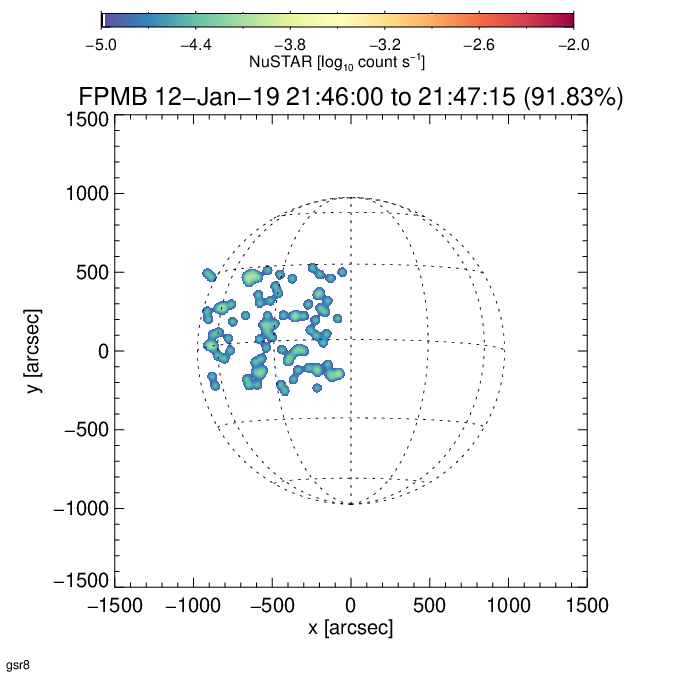 −5.0 −4.4 −3.8 −3.2 −2.6 −2.0
NuSTAR [log10 count s−1]
FPMB 12−Jan−19 21:46:00 to 21:47:15 (91.83%)
1500
1000
500
0
−500
−1000
−1500
y [arcsec]
−1500 −1000 −500 0 500 1000 1500
x [arcsec]
gsr8